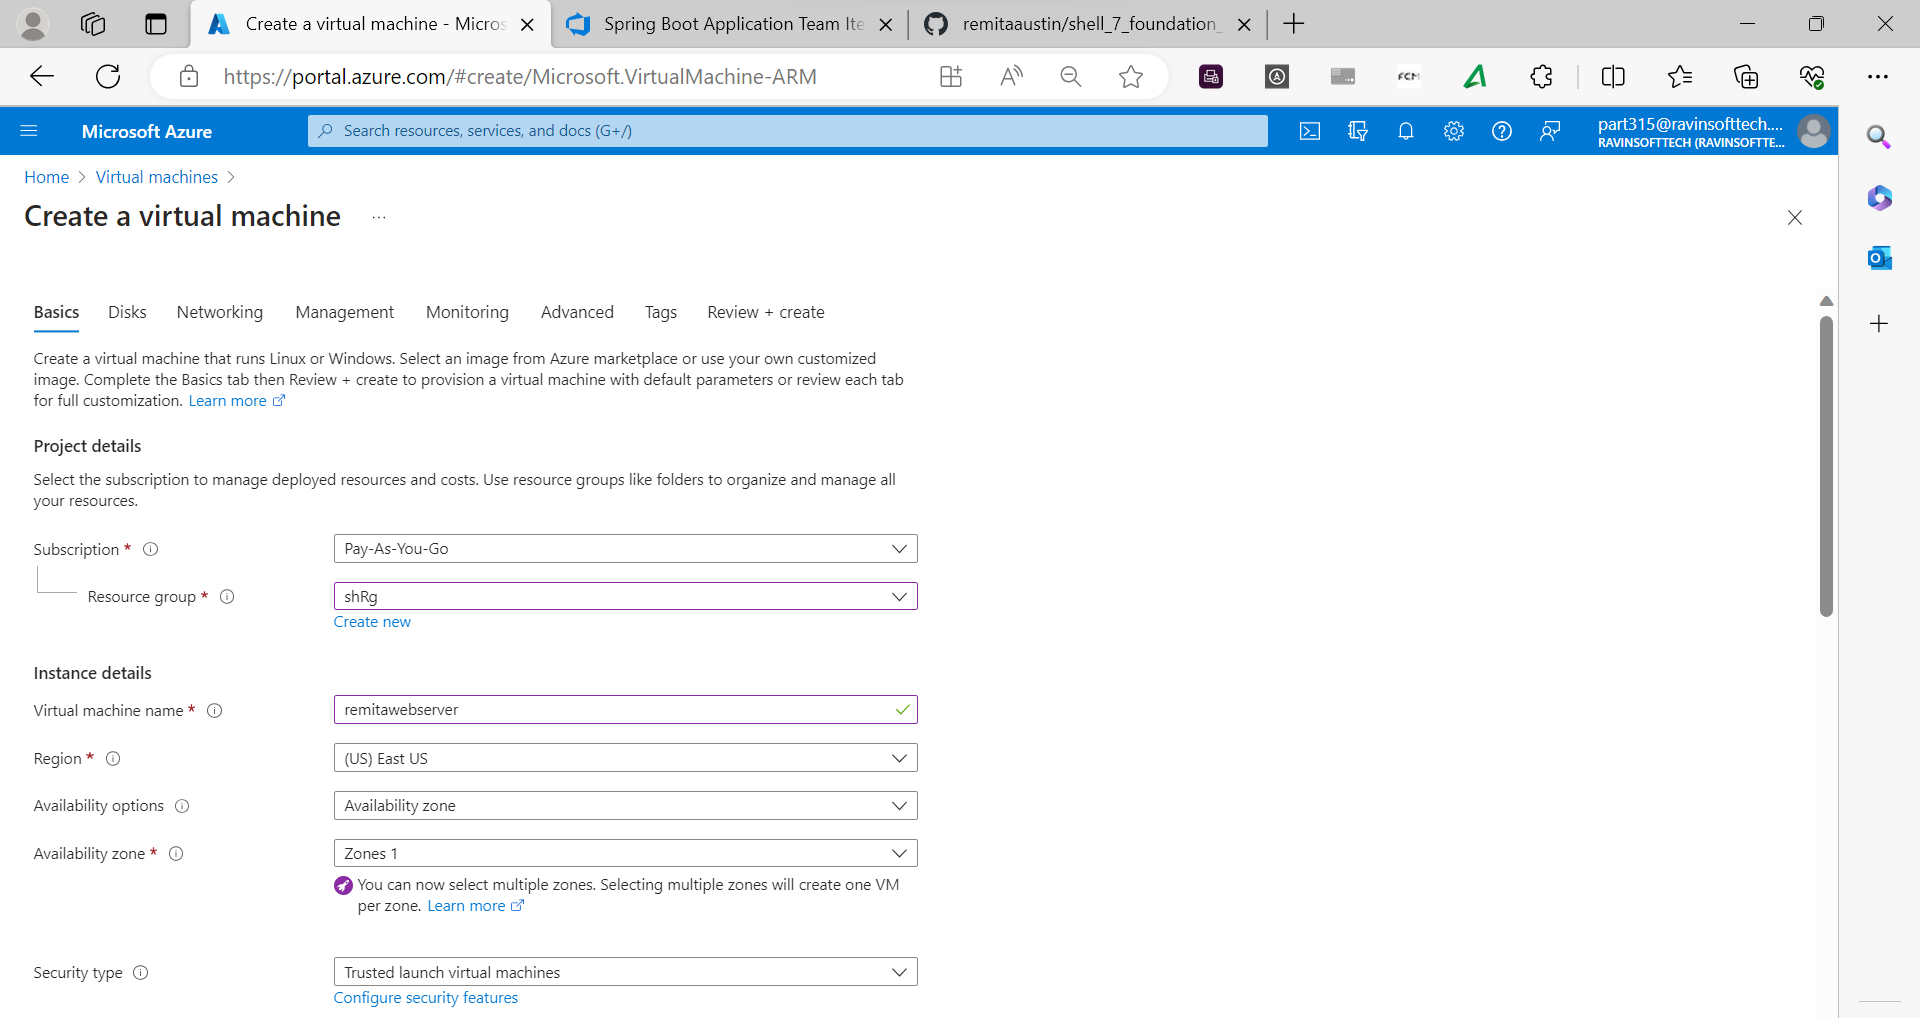 Create a virtual machine - Micros
Spring Boot Application Team Ite
remitaaustin/shell_7_foundation_
https://portal.azure.com/#create/Microsoft.VirtualMachine-ARM
FCM
Microsoft Azure
Search resources, services, and docs (G+/)
part315@ravinsofttech....
RAVINSOFTTECH (RAVINSOFTTE...
Home > Virtual machines >
Create a virtual machine ...
Basics Disks Networking Management Monitoring Advanced Tags Review + create
Create a virtual machine that runs Linux or Windows. Select an image from Azure marketplace or use your own customized
image. Complete the Basics tab then Review + create to provision a virtual machine with default parameters or review each tab
for full customization. Learn more
Project details
Select the subscription to manage deployed resources and costs. Use resource groups like folders to organize and manage all
your resources.
Subscription * Pay-As-You-Go
Resource group * shRg
Create new
Instance details
Virtual machine name * remitawebserver
Region * (US) East US
Availability options Availability zone
Availability zone * Zones 1
You can now select multiple zones. Selecting multiple zones will create one VM
per zone. Learn more
Security type Trusted launch virtual machines
Configure security features